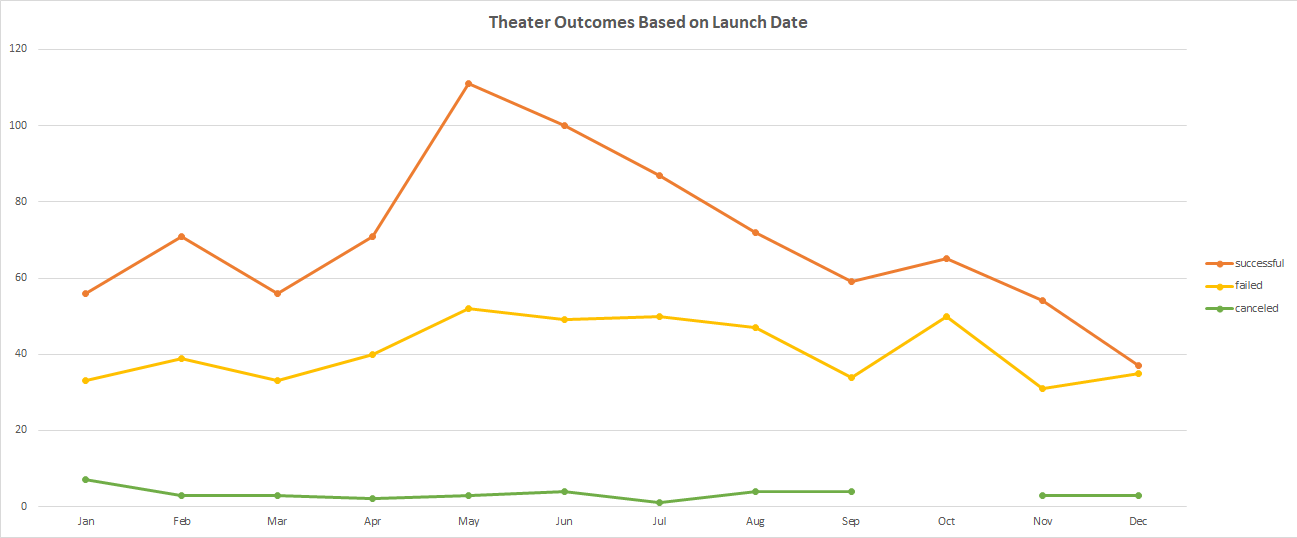 Theater Outcomes Based on Launch Date
120
100
80
60
40
20
0
Jan Feb Mar Apr May Jun Jul Aug Sep Oct Nov Dec
successful
failed
canceled